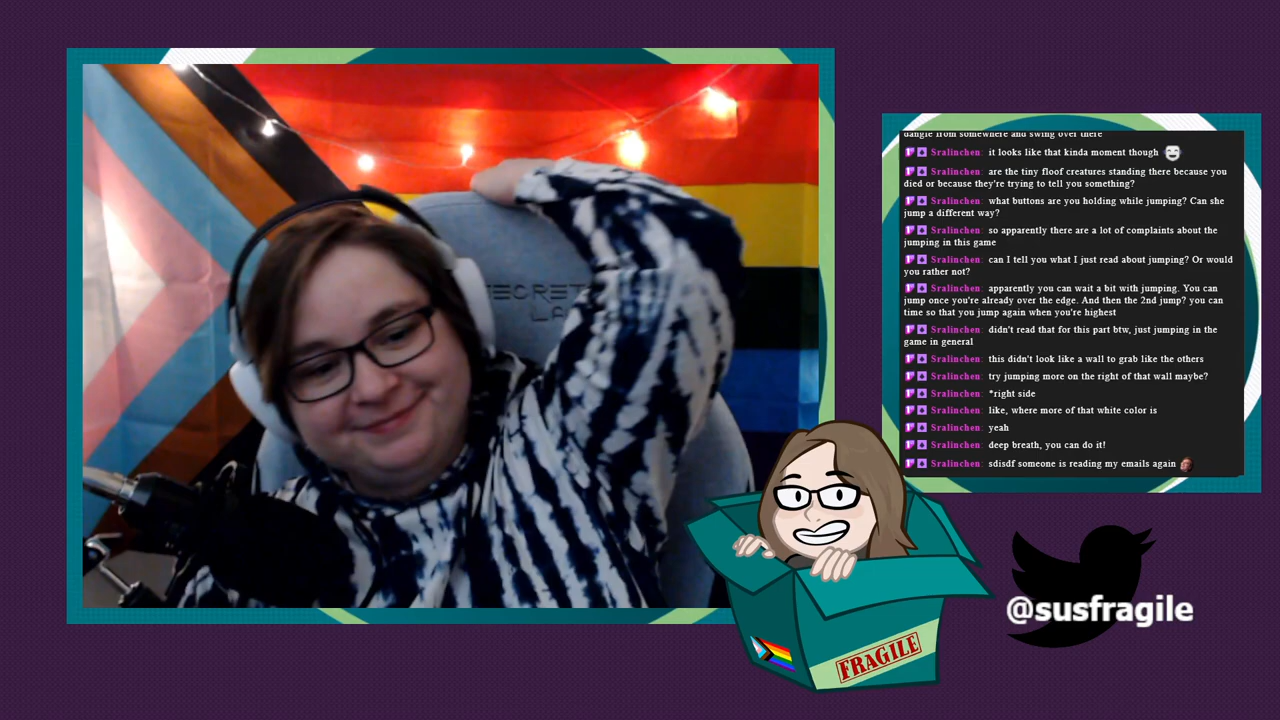 SECRET
LA
dangle from somewhere and swing over there
Sralinchen: it looks like that kinda moment though
Sralinchen: are the tiny floof creatures standing there because you
died or because they're trying to tell you something?
Sralinchen: what buttons are you holding while jumping? Can she
jump a different way?
Sralinchen: so apparently there are a lot of complaints about the
jumping in this game
Sralinchen: can I tell you what I just read about jumping? Or would
you rather not?
Sralinchen: apparently you can wait a bit with jumping. You can
jump once you're already over the edge. And then the 2nd jump? you can
time so that you jump again when you're highest
Sralinchen: didn't read that for this part btw, just jumping in the
game in general
Sralinchen: this didn't look like a wall to grab like the others
Sralinchen: try jumping more on the right of that wall maybe?
Sralinchen: *right side
Sralinchen: like, where more of that white color is
Sralinchen: yeah
Sralinchen: deep breath, you can do it!
Sralinchen: sdisdf someone is reading my emails again
FRAGILE
@susfragile